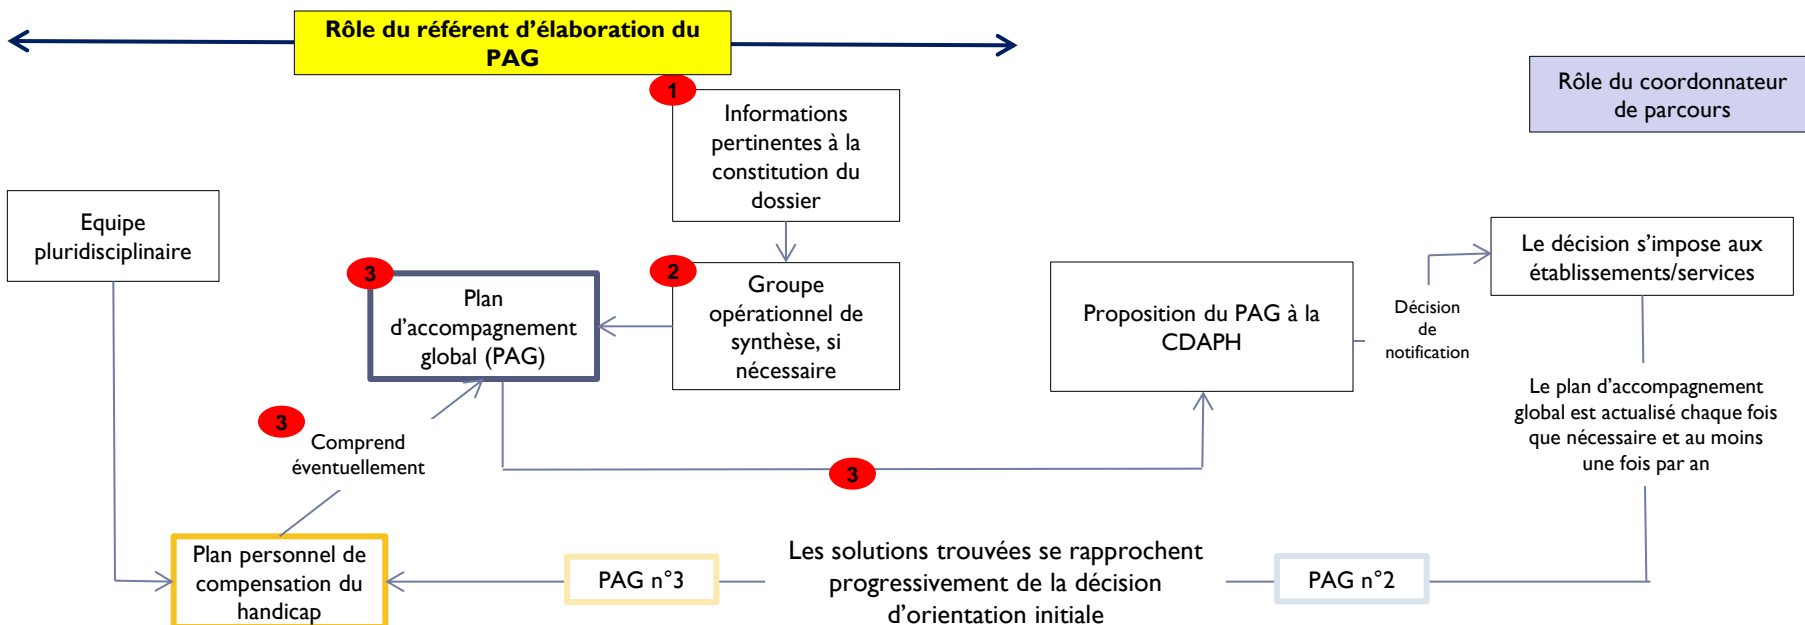 Rôle du référent d'élaboration du
PAG
Rôle du coordonnateur
de parcours
1
Informations
pertinentes à la
constitution du
dossier
Equipe
pluridisciplinaire
3
Plan
d'accompagnement
global (PAG)
2
Groupe
opérationnel de
synthèse, si
nécessaire
Proposition du PAG à la
CDAPH
Décision
de
notification
Le décision s'impose aux
établissements/services
Le plan d'accompagnement
global est actualisé chaque fois
que nécessaire et au moins
une fois par an
3
Comprend
éventuellement
3
Plan personnel de
compensation du
handicap
PAG n°3
Les solutions trouvées se rapprochent
progressivement de la décision
d'orientation initiale
PAG n°2